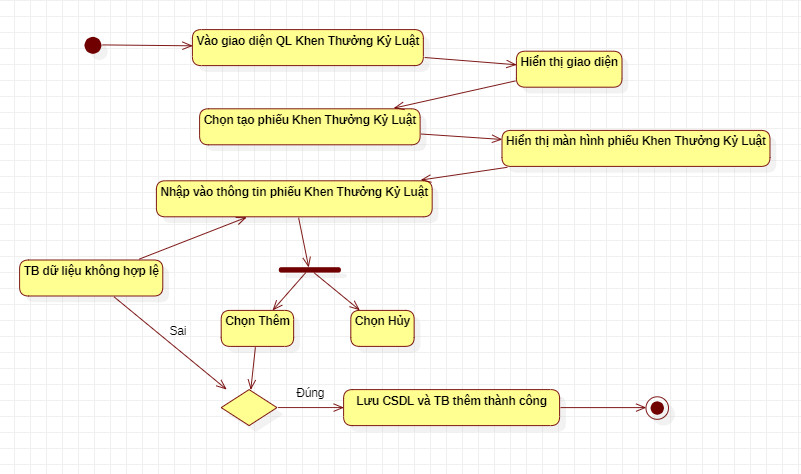 Vào giao diện QL Khen Thưởng Kỷ Luật
Hiển thị giao diện
Chọn tạo phiếu Khen Thưởng Kỷ Luật
Hiển thị màn hình phiếu Khen Thưởng Kỷ Luật
Nhập vào thông tin phiếu Khen Thưởng Kỷ Luật
TB dữ liệu không hợp lệ
Chọn Thêm
Chọn Hủy
Sai
Đúng
Lưu CSDL và TB thêm thành công